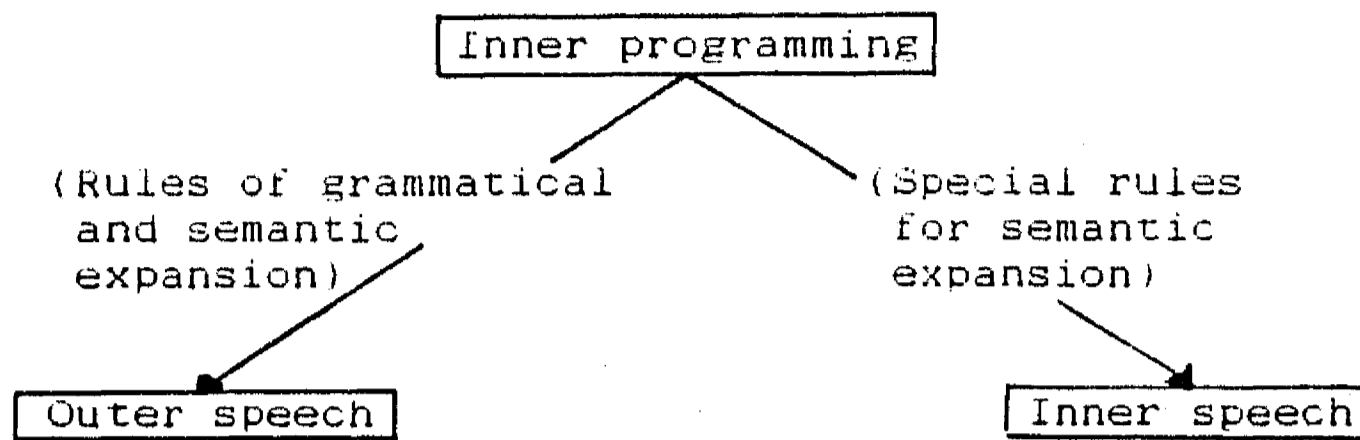 Inner programming
(Rules of grammatical
and semantic
expansion)
(Special rules
for semantic
expansion)
Outer speech
Inner speech